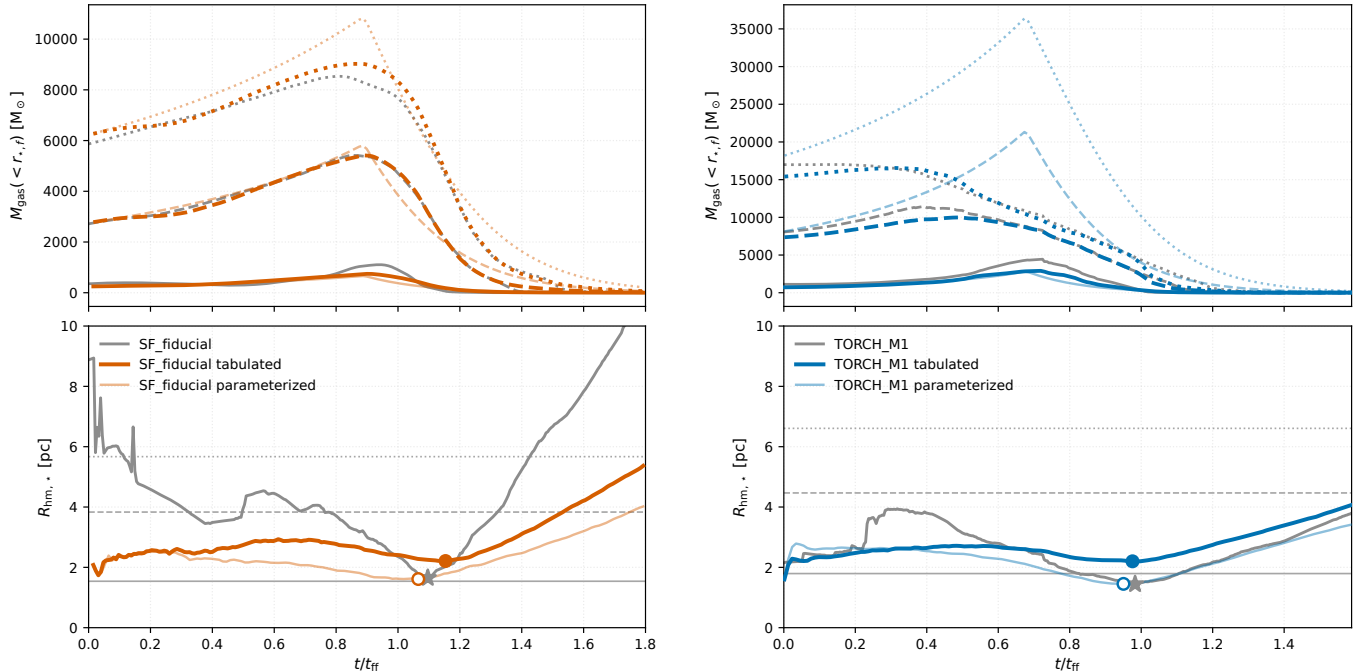 10000
8000
6000
4000
2000
0
M_gas(< r_⋆,f) [M_⊙]
35000
30000
25000
20000
15000
10000
5000
0
M_gas(< r_⋆,f) [M_⊙]
10
8
6
4
2
0
R_hm,⋆ [pc]
SF_fiducial
SF_fiducial tabulated
SF_fiducial parameterized
0.0 0.2 0.4 0.6 0.8 1.0 1.2 1.4 1.6 1.8
t/t_ff
10
8
6
4
2
0
R_hm,⋆ [pc]
TORCH_M1
TORCH_M1 tabulated
TORCH_M1 parameterized
0.0 0.2 0.4 0.6 0.8 1.0 1.2 1.4
t/t_ff